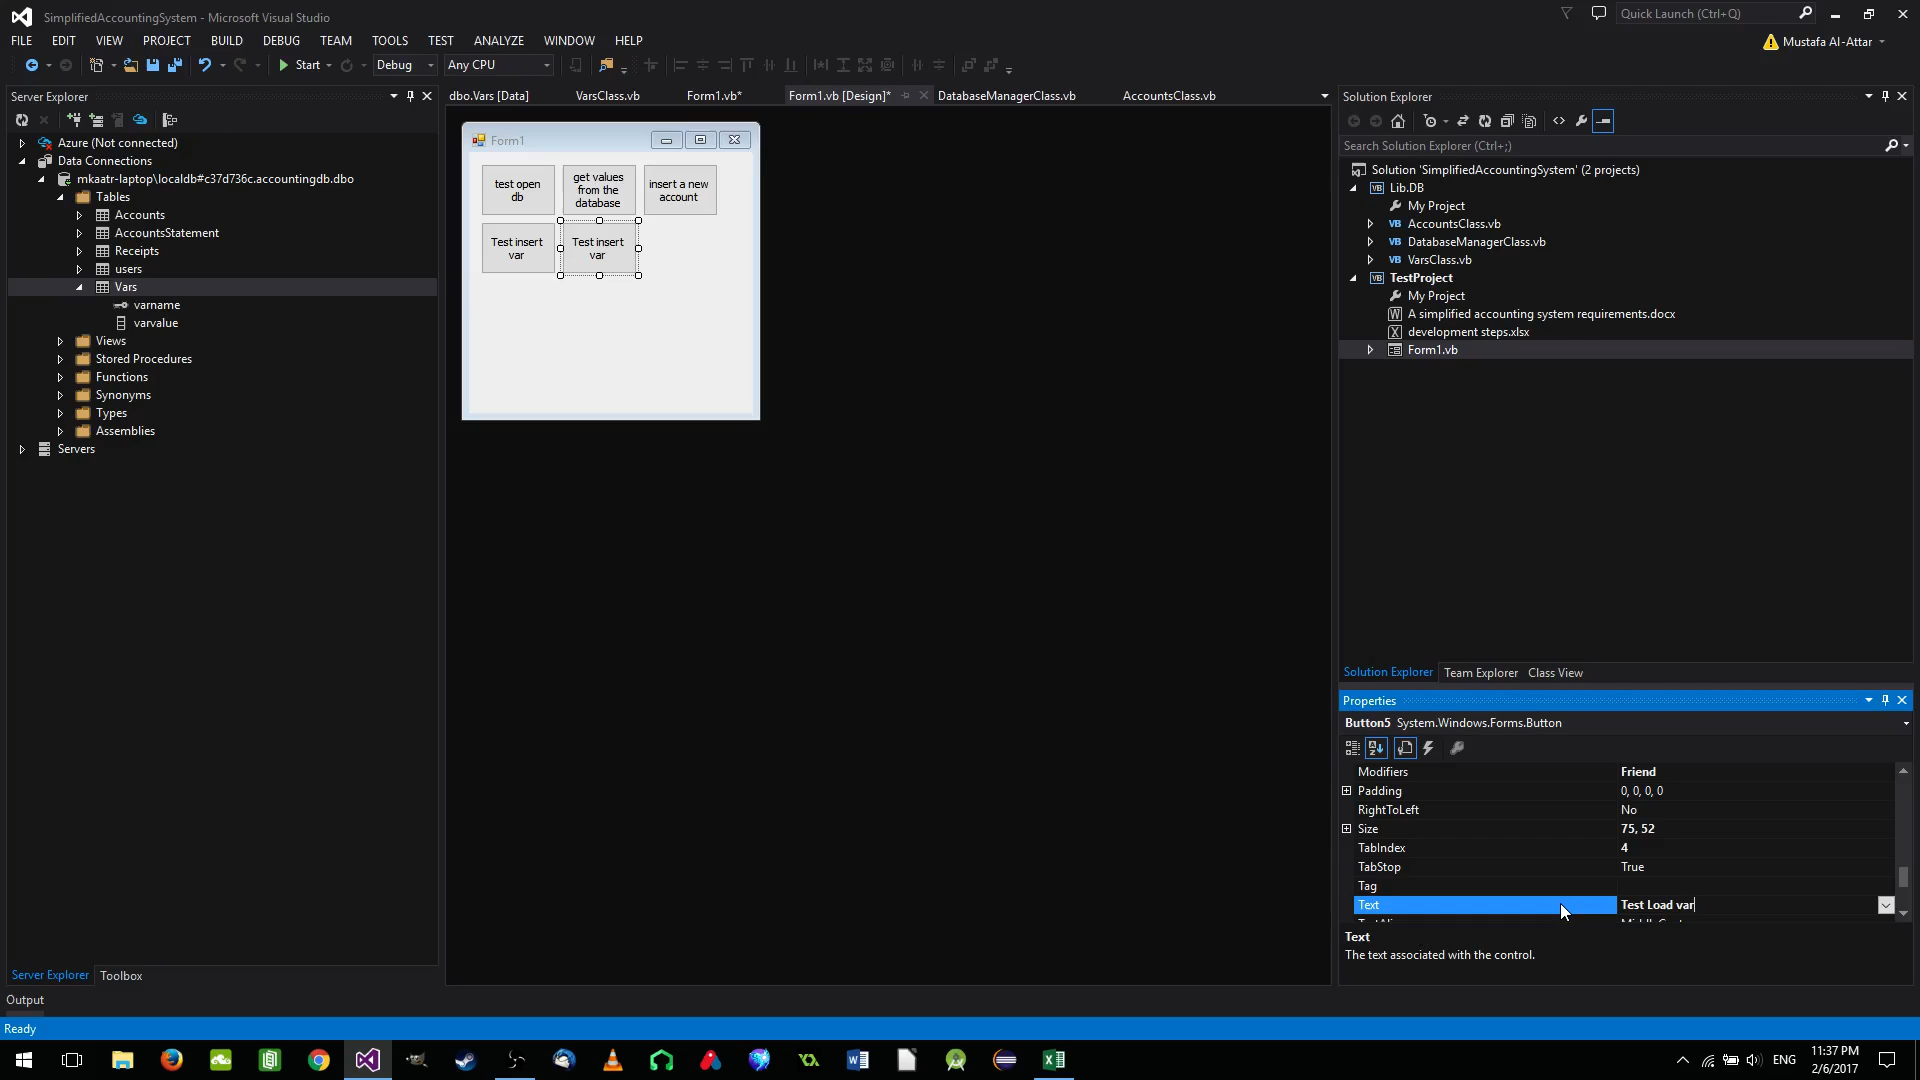 SimplifiedAccountingSystem - Microsoft Visual Studio
Quick Launch (Ctrl+Q)
FILE EDIT VIEW PROJECT BUILD DEBUG TEAM TOOLS TEST ANALYZE WINDOW HELP
Mustafa Al-Attar
Start Debug Any CPU
Server Explorer
Azure (Not connected)
Data Connections
mkaatr-laptop\localdb#c37d736c.accountingdb.dbo
Tables
Accounts
AccountsStatement
Receipts
users
Vars
varname
varvalue
Views
Stored Procedures
Functions
Synonyms
Types
Assemblies
Servers
Server Explorer Toolbox
dbo.Vars [Data] VarsClass.vb Form1.vb* Form1.vb [Design]* DatabaseManagerClass.vb AccountsClass.vb
Form1
test open
db
get values
from the
database
insert a new
account
Test insert
var
Test insert
var
Solution Explorer
Search Solution Explorer (Ctrl+;)
Solution 'SimplifiedAccountingSystem' (2 projects)
Lib.DB
My Project
AccountsClass.vb
DatabaseManagerClass.vb
VarsClass.vb
TestProject
My Project
A simplified accounting system requirements.docx
development steps.xlsx
Form1.vb
Solution Explorer Team Explorer Class View
Properties
Button5 System.Windows.Forms.Button
Modifiers Friend
Padding 0, 0, 0, 0
RightToLeft No
Size 75, 52
TabIndex 4
TabStop True
Tag
Text Test Load var
Text
The text associated with the control.
Output
Ready
ENG
11:37 PM
2/6/2017